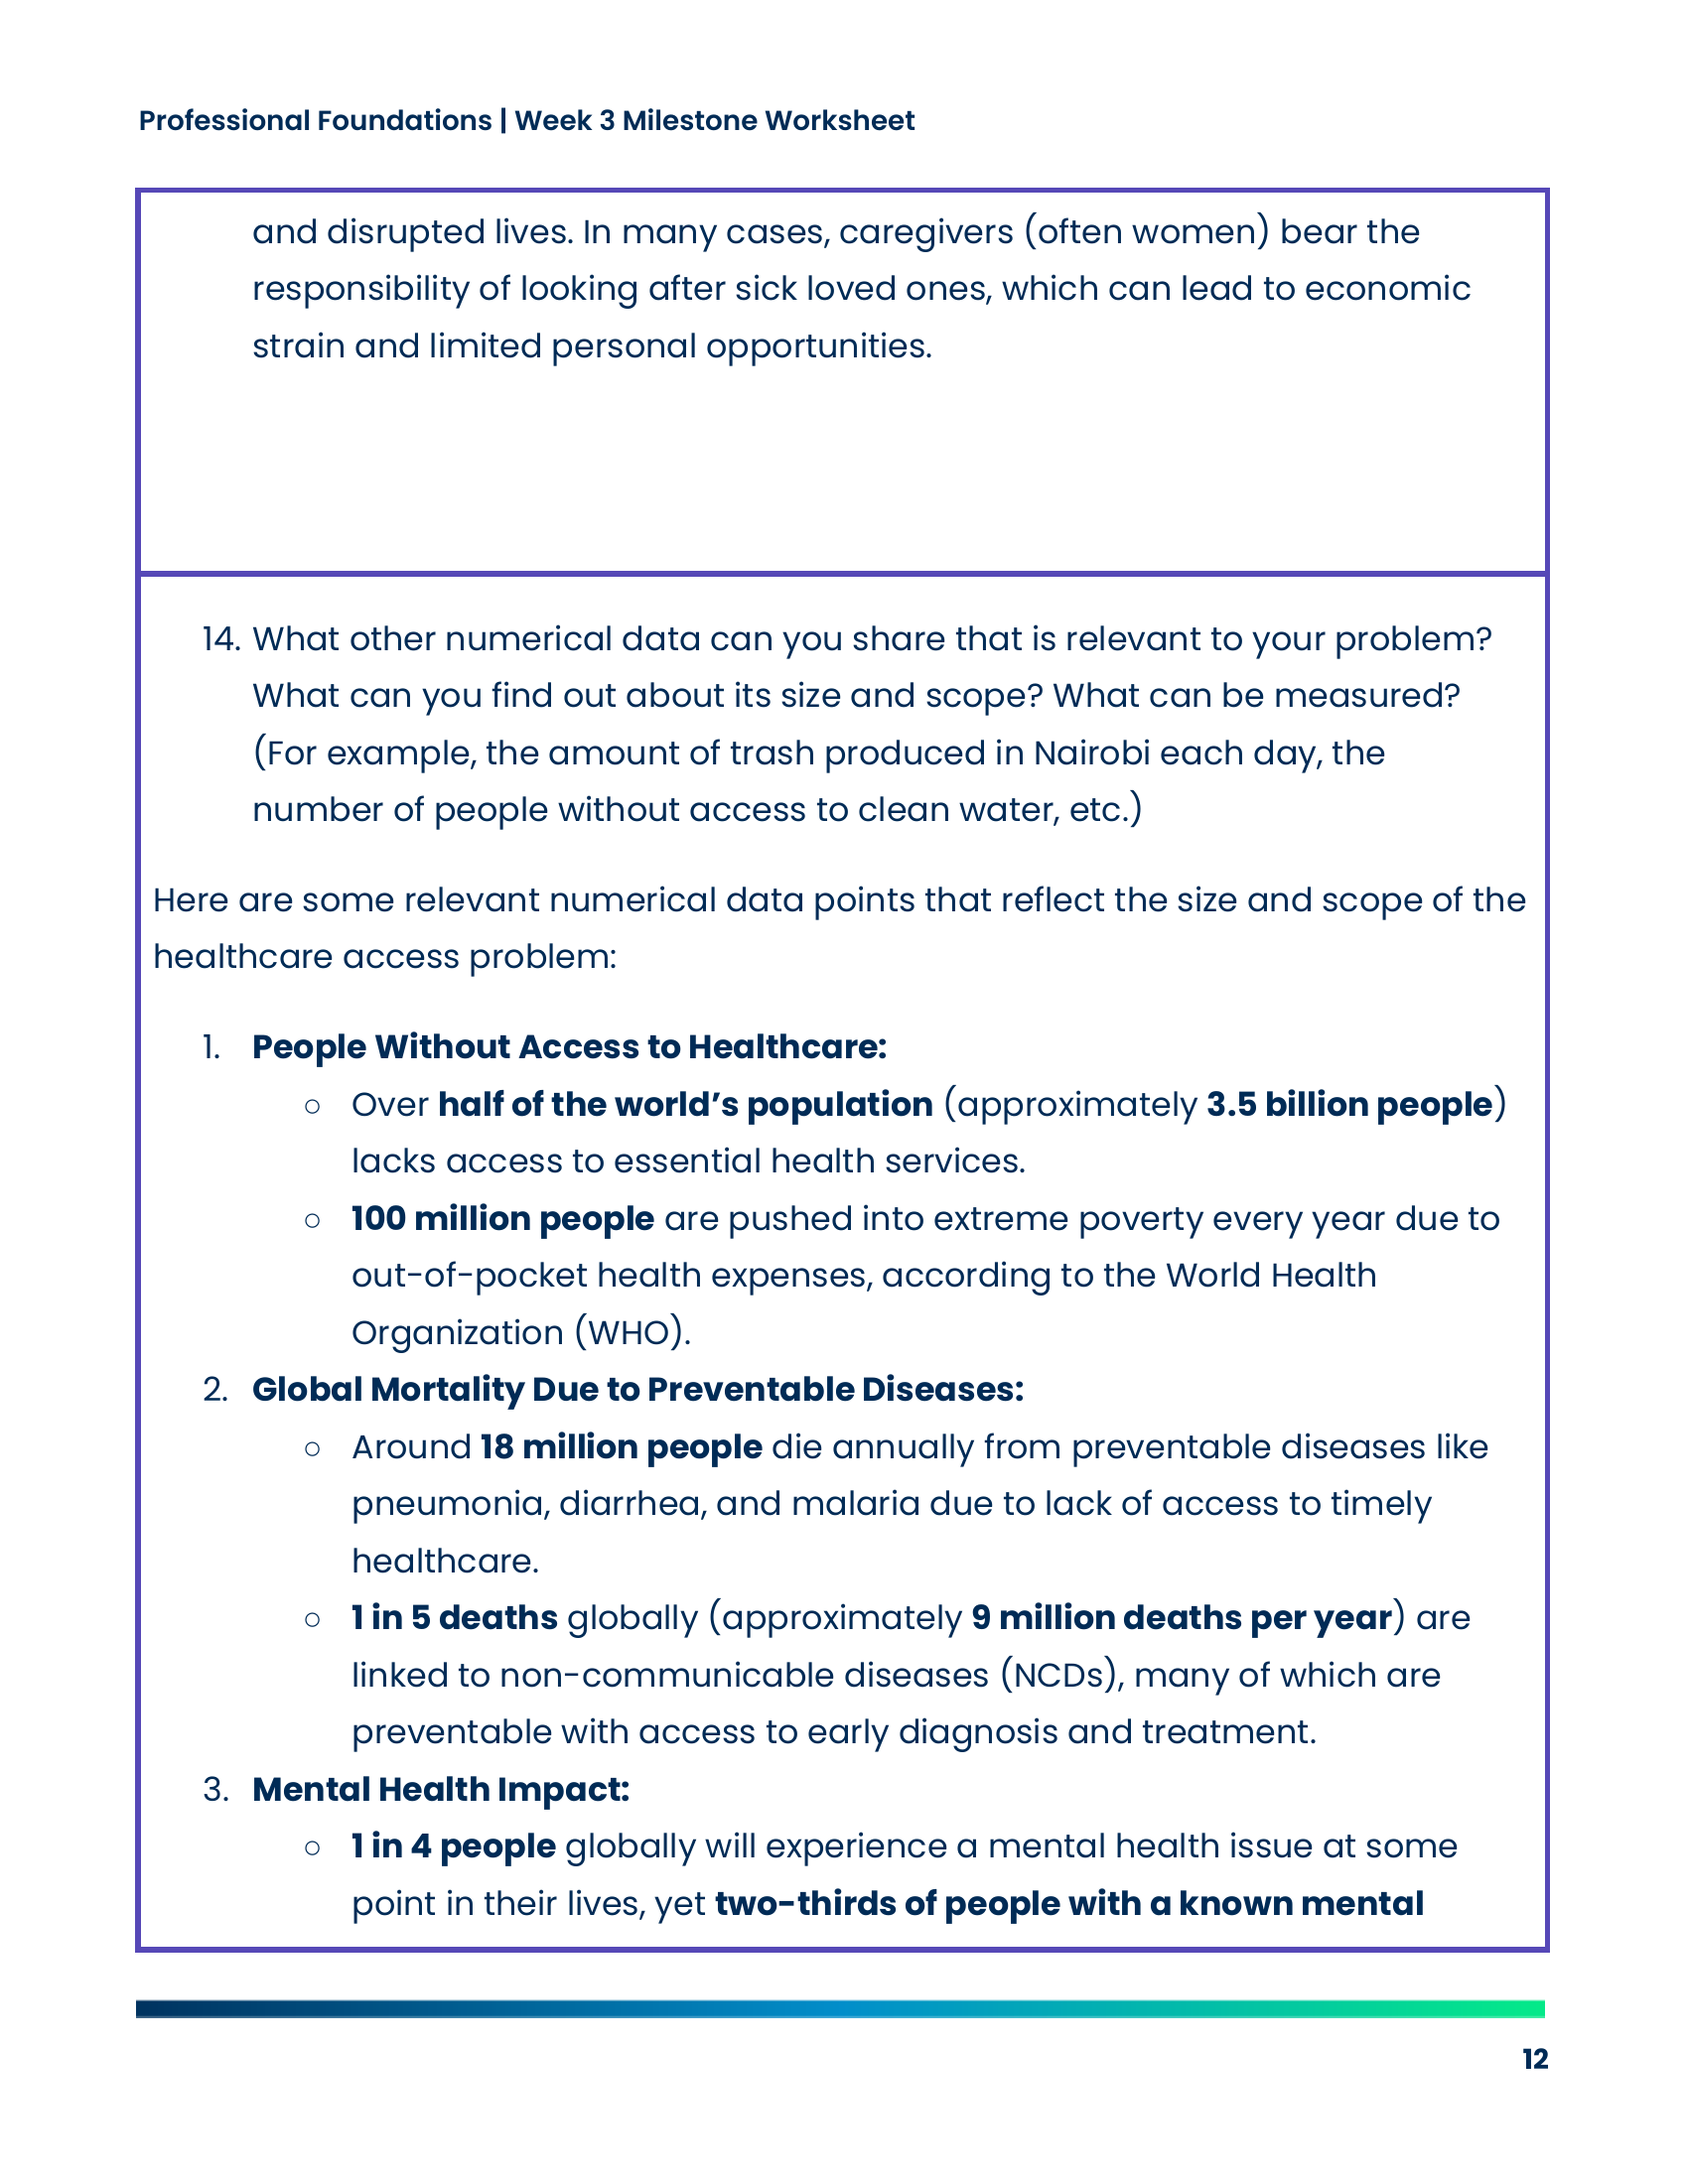 Professional Foundations | Week 3 Milestone Worksheet
and disrupted lives. In many cases, caregivers (often women) bear the
responsibility of looking after sick loved ones, which can lead to economic
strain and limited personal opportunities.
14. What other numerical data can you share that is relevant to your problem?
What can you find out about its size and scope? What can be measured?
(For example, the amount of trash produced in Nairobi each day, the
number of people without access to clean water, etc.)
Here are some relevant numerical data points that reflect the size and scope of the
healthcare access problem:
1. People Without Access to Healthcare:
○ Over half of the world’s population (approximately 3.5 billion people)
lacks access to essential health services.
○ 100 million people are pushed into extreme poverty every year due to
out-of-pocket health expenses, according to the World Health
Organization (WHO).
2. Global Mortality Due to Preventable Diseases:
○ Around 18 million people die annually from preventable diseases like
pneumonia, diarrhea, and malaria due to lack of access to timely
healthcare.
○ 1 in 5 deaths globally (approximately 9 million deaths per year) are
linked to non-communicable diseases (NCDs), many of which are
preventable with access to early diagnosis and treatment.
3. Mental Health Impact:
○ 1 in 4 people globally will experience a mental health issue at some
point in their lives, yet two-thirds of people with a known mental
12